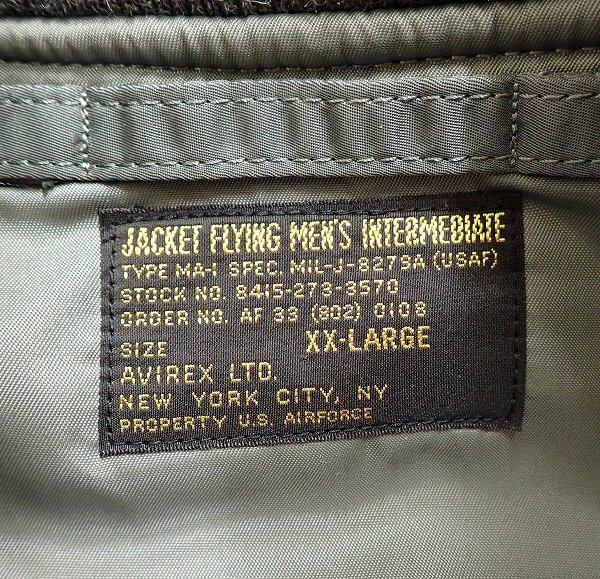 JACKET FLYING MEN'S INTERMEDIATE
TYPE MA-1 SPEC. MIL-J-8279A (USAF)
STOCK NO. 8415-273-3570
ORDER NO. AF 33 (802) 0108
SIZE XX-LARGE
AVIREX LTD.
NEW YORK CITY, NY
PROPERTY U.S. AIRFORCE